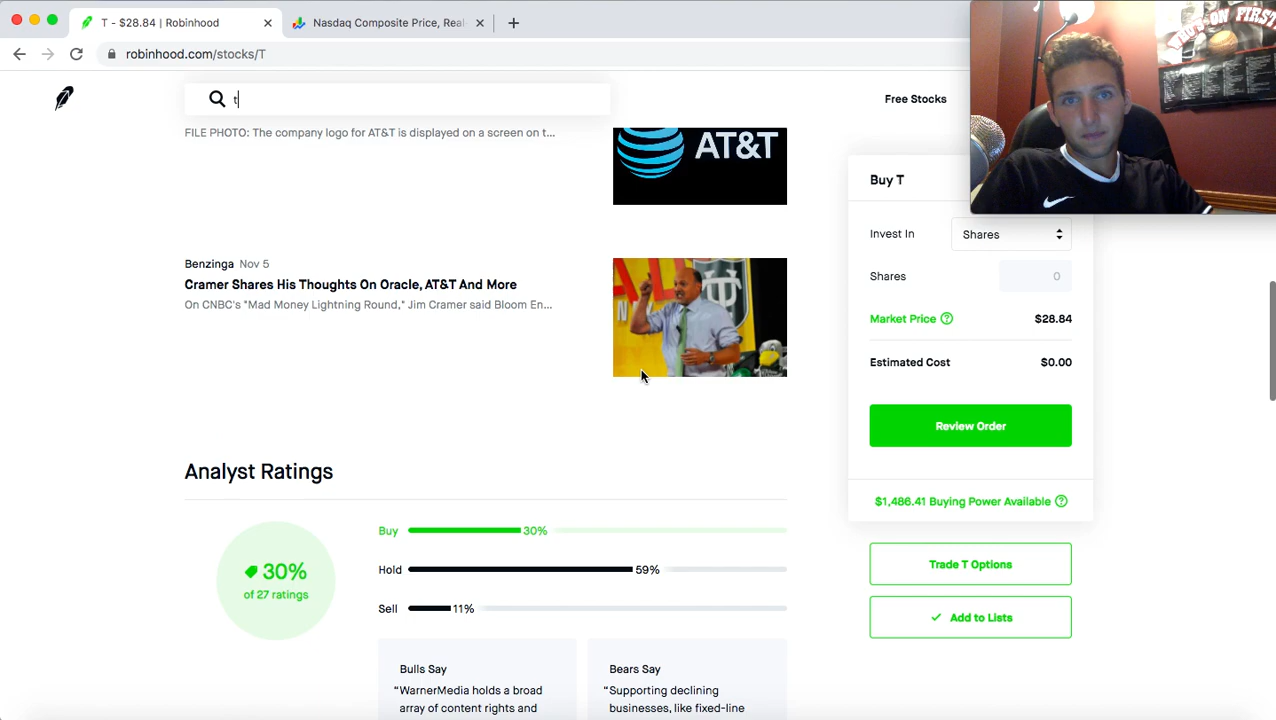 T - $28.84 | Robinhood
Nasdaq Composite Price, Real-
robinhood.com/stocks/T
t
Free Stocks
WHO'S ON FIRST
FILE PHOTO: The company logo for AT&T is displayed on a screen on t...
AT&T
Benzinga Nov 5
Cramer Shares His Thoughts On Oracle, AT&T And More
On CNBC's "Mad Money Lightning Round," Jim Cramer said Bloom En...
Buy T
Invest In Shares
Shares 0
Market Price ? $28.84
Estimated Cost $0.00
Review Order
$1,486.41 Buying Power Available ?
Trade T Options
Add to Lists
Analyst Ratings
30%
of 27 ratings
Buy 30%
Hold 59%
Sell 11%
Bulls Say
“WarnerMedia holds a broad
array of content rights and
Bears Say
“Supporting declining
businesses, like fixed-line